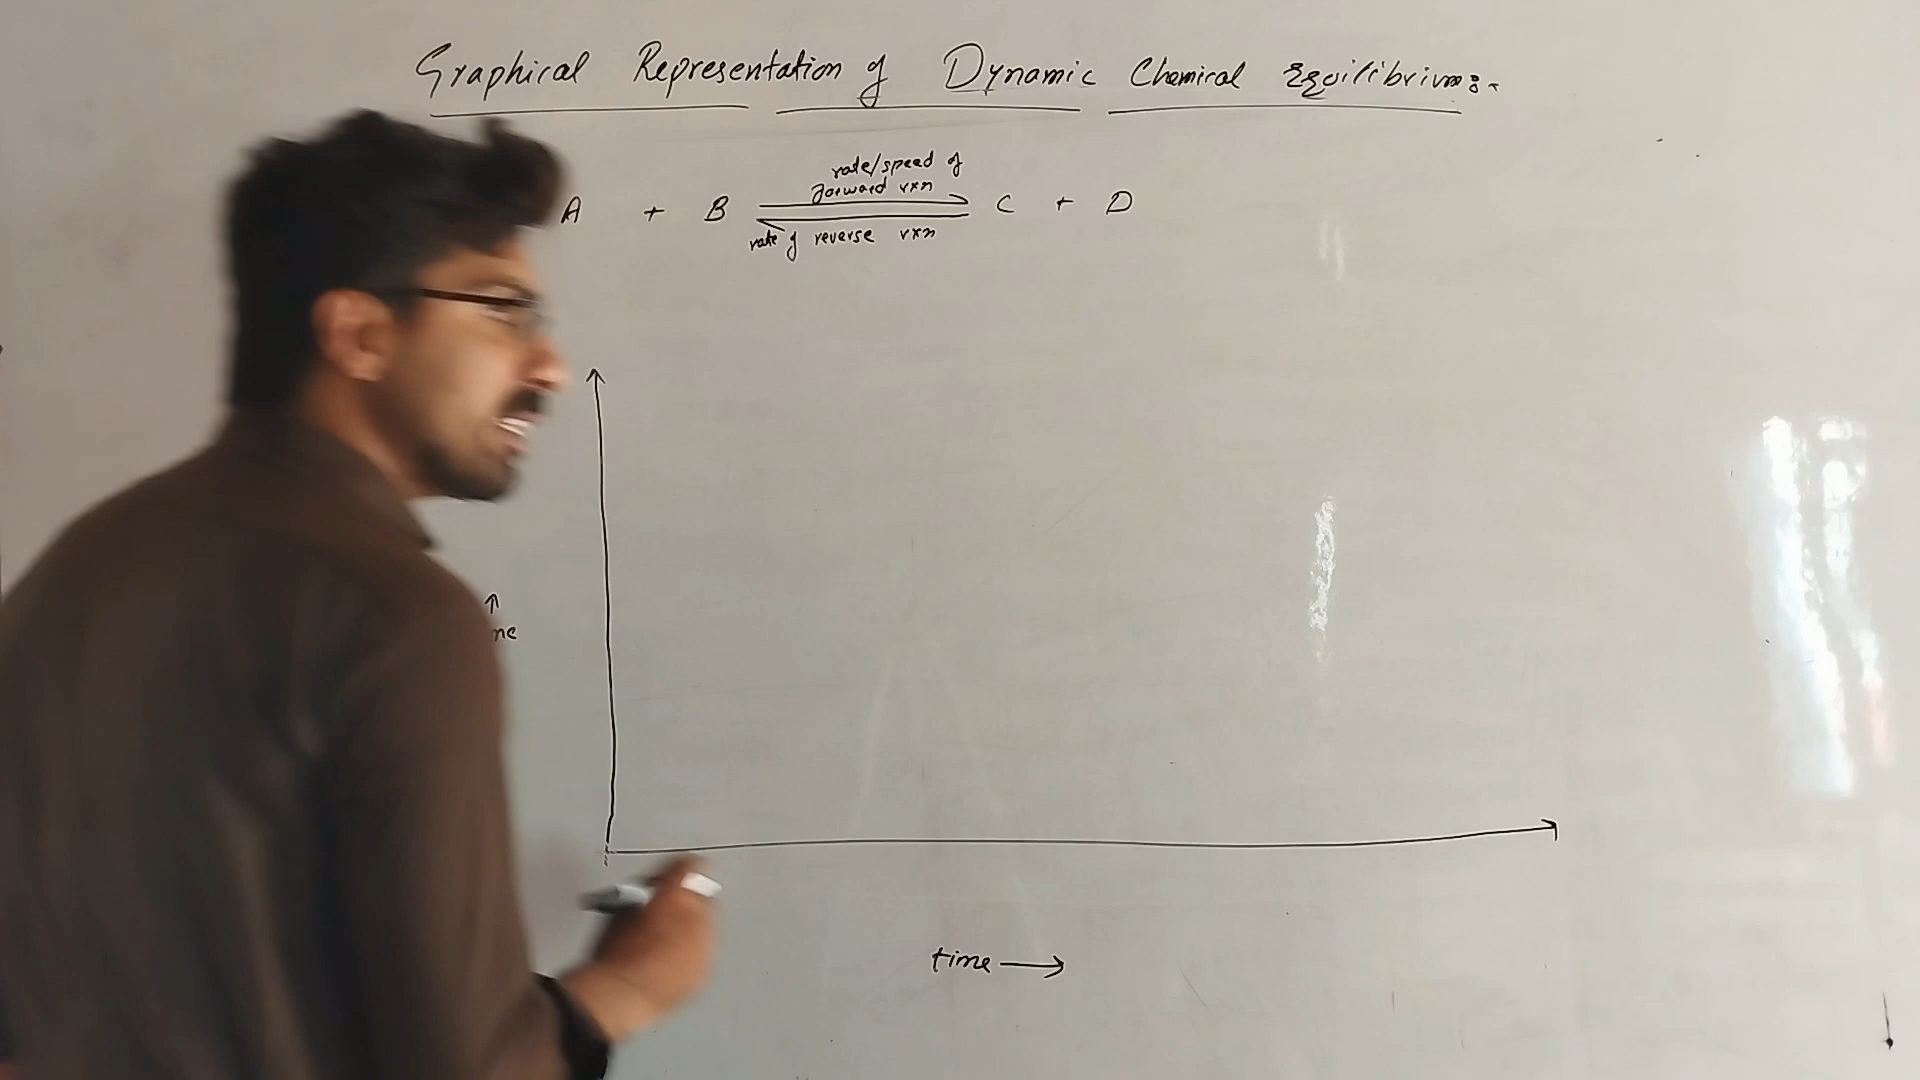 Graphical Representation of Dynamic Chemical Equilibrium:-
rate/speed of
forward rxn
A + B ⇌ C + D
rate of reverse rxn
↑
time →